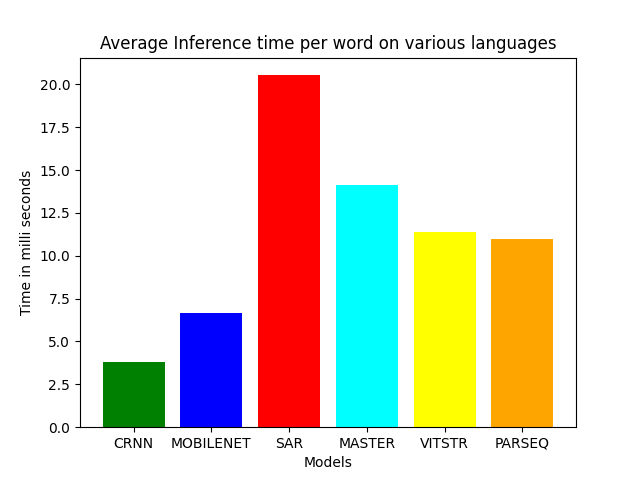 Average Inference time per word on various languages
Time in milli seconds
20.0
17.5
15.0
12.5
10.0
7.5
5.0
2.5
0.0
CRNN MOBILENET SAR MASTER VITSTR PARSEQ
Models